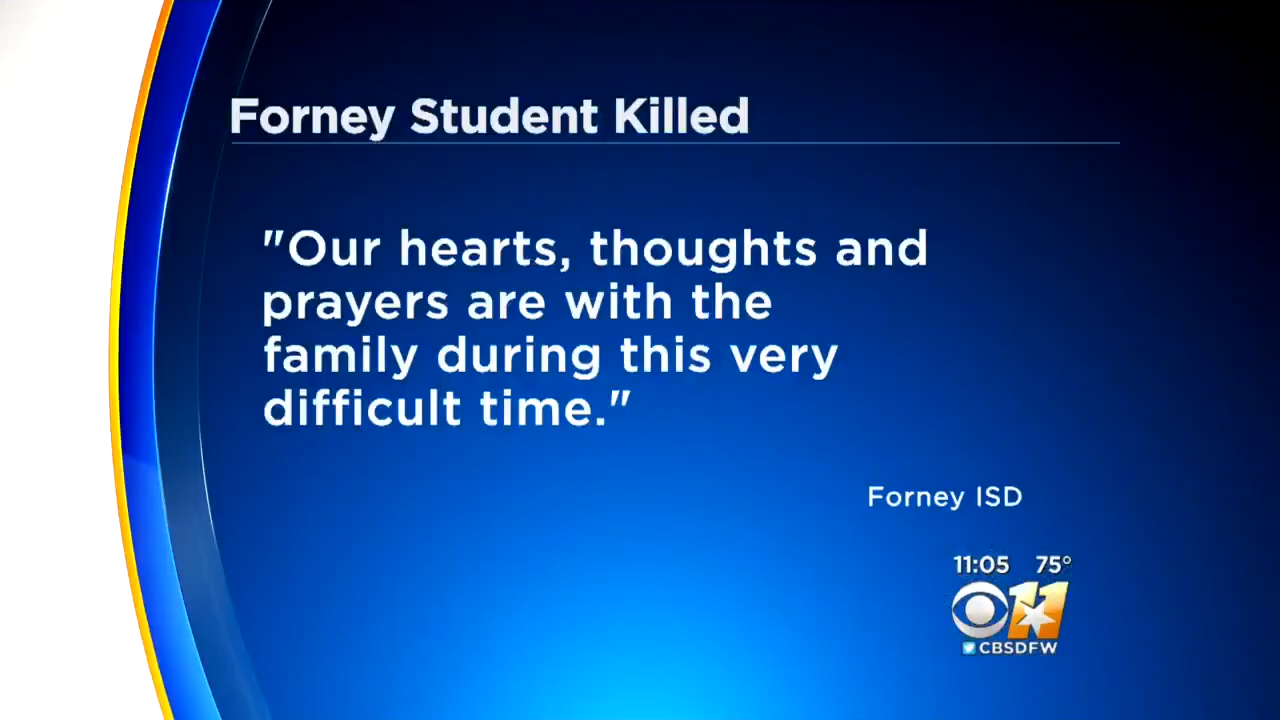 Forney Student Killed
"Our hearts, thoughts and
prayers are with the
family during this very
difficult time."
Forney ISD
11:05 75°
11
CBSDFW